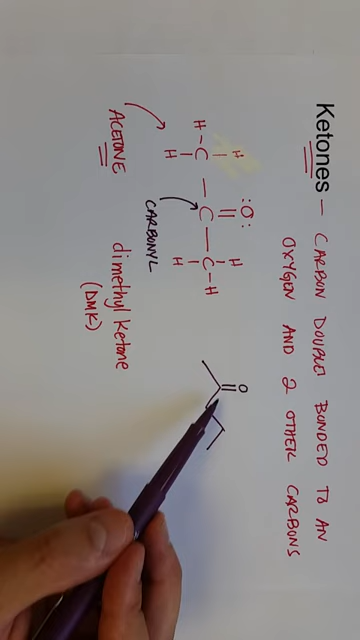 Ketones - CARBON DOUBLE BONDED TO AN
OXYGEN AND 2 OTHER CARBONS
H :O: H
H-C-C-C-H
H H
O
CARBONYL
ACETONE
dimethyl ketone
(DMK)